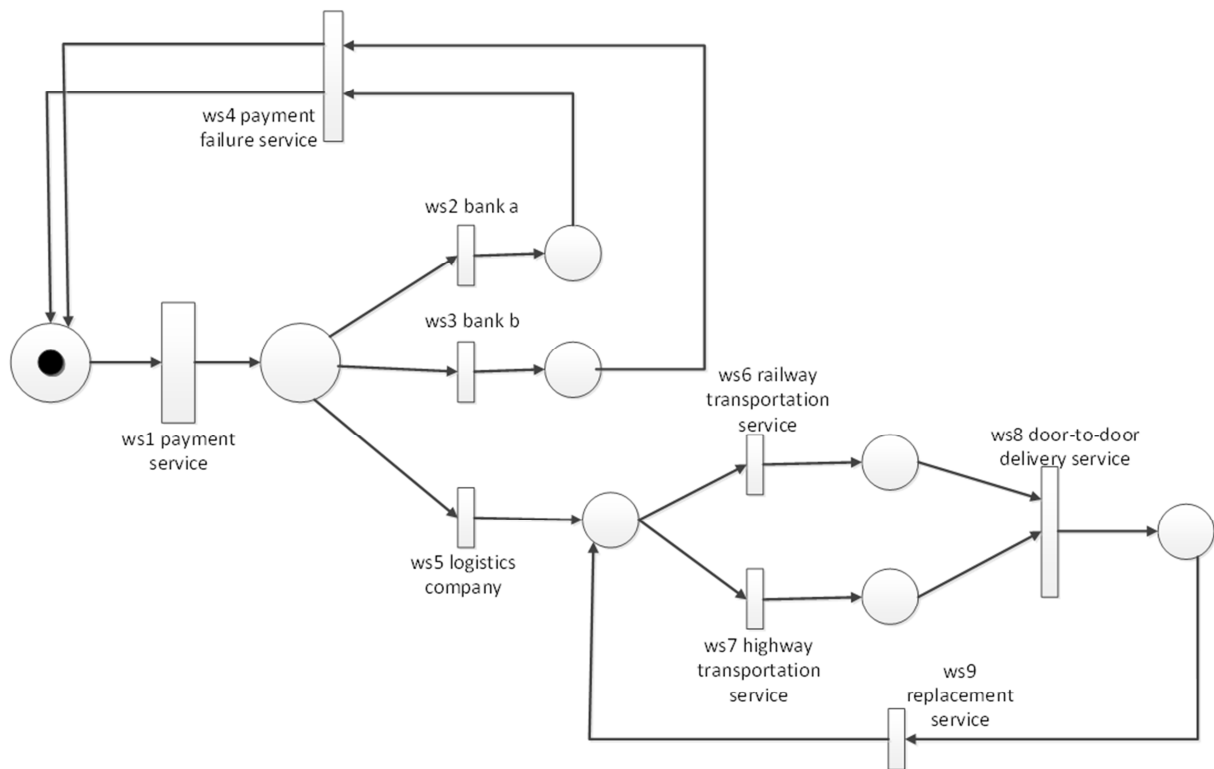 ws4 payment
failure service
ws2 bank a
ws3 bank b
ws1 payment
service
ws6 railway
transportation
service
ws8 door-to-door
delivery service
ws5 logistics
company
ws7 highway
transportation
service
ws9
replacement
service